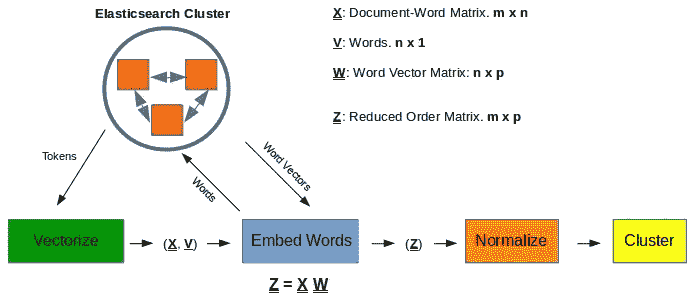 Elasticsearch Cluster
X: Document-Word Matrix. m x n
V: Words. n x 1
W: Word Vector Matrix: n x p
Z: Reduced Order Matrix. m x p
Tokens
Words
Word Vectors
Vectorize
(X, V)
Embed Words
(Z)
Normalize
Cluster
Z = X W